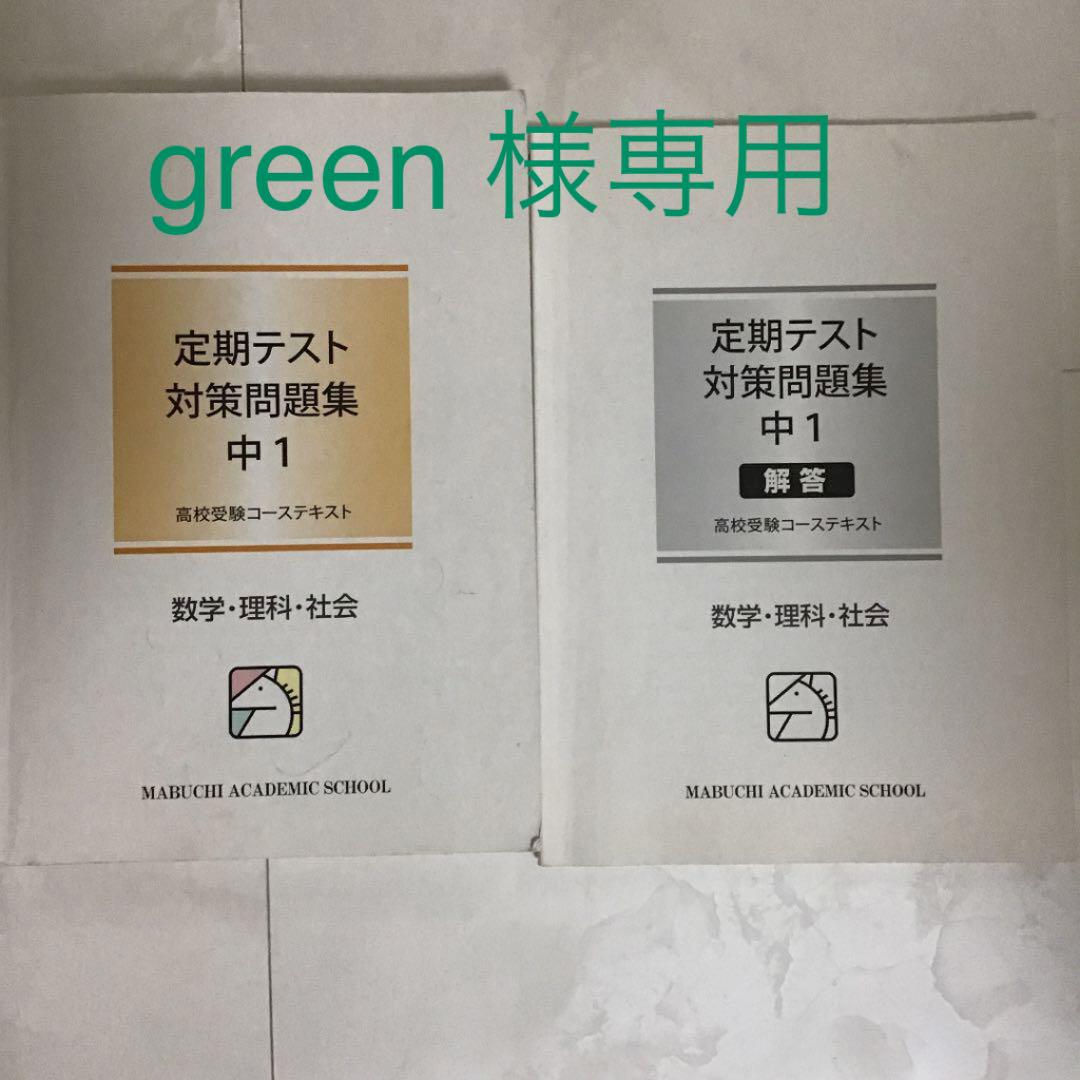 green 様専用
定期テスト
対策問題集
中1
高校受験コーステキスト
数学・理科・社会
MABUCHI ACADEMIC SCHOOL
定期テスト
対策問題集
中1
解答
高校受験コーステキスト
数学・理科・社会
MABUCHI ACADEMIC SCHOOL